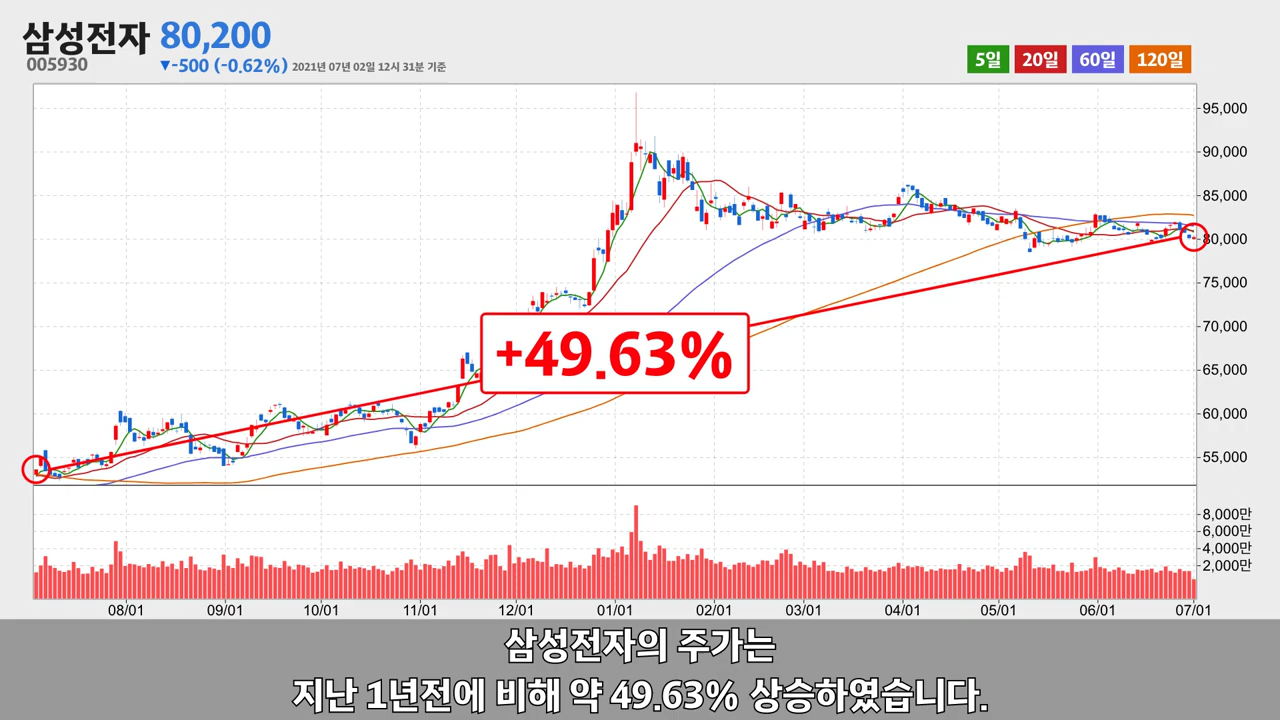 삼성전자 80,200
005930 ▼-500 (-0.62%) 2021년 07월 02일 12시 31분 기준
5일 20일 60일 120일
95,000
90,000
85,000
80,000
75,000
70,000
65,000
60,000
55,000
+49.63%
8,000만
6,000만
4,000만
2,000만
08/01 09/01 10/01 11/01 12/01 01/01 02/01 03/01 04/01 05/01 06/01 07/01
삼성전자의 주가는
지난 1년전에 비해 약 49.63% 상승하였습니다.